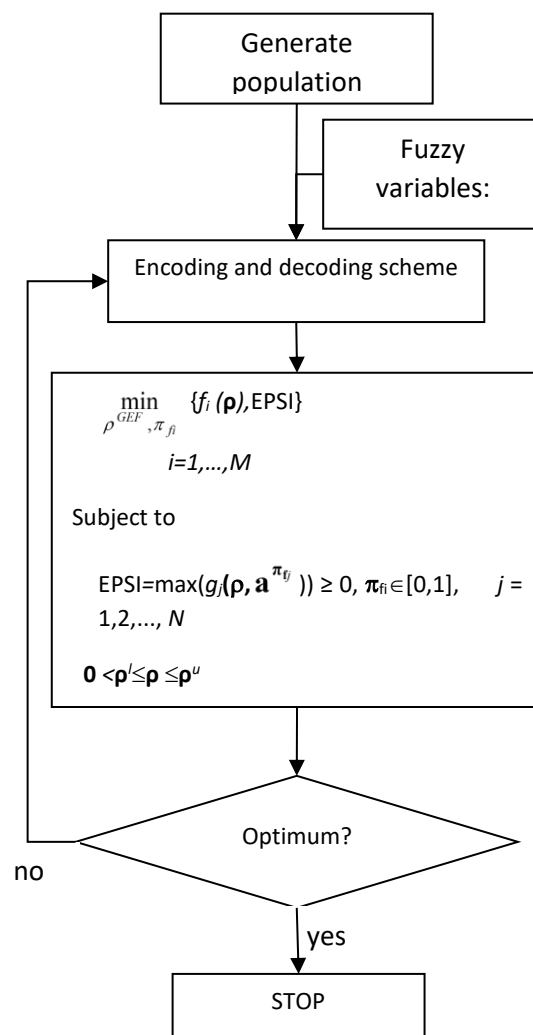 Generate
population
Fuzzy
variables:
Encoding and decoding scheme
min {f_i (ρ),EPSI}
ρ^GEF, π_fi
i=1,...,M
Subject to
EPSI=max(g_j(ρ, a^π_fj )) ≥ 0, π_fi∈[0,1], j =
1,2,..., N
0 <ρ^l≤ρ ≤ρ^u
Optimum?
no
yes
STOP